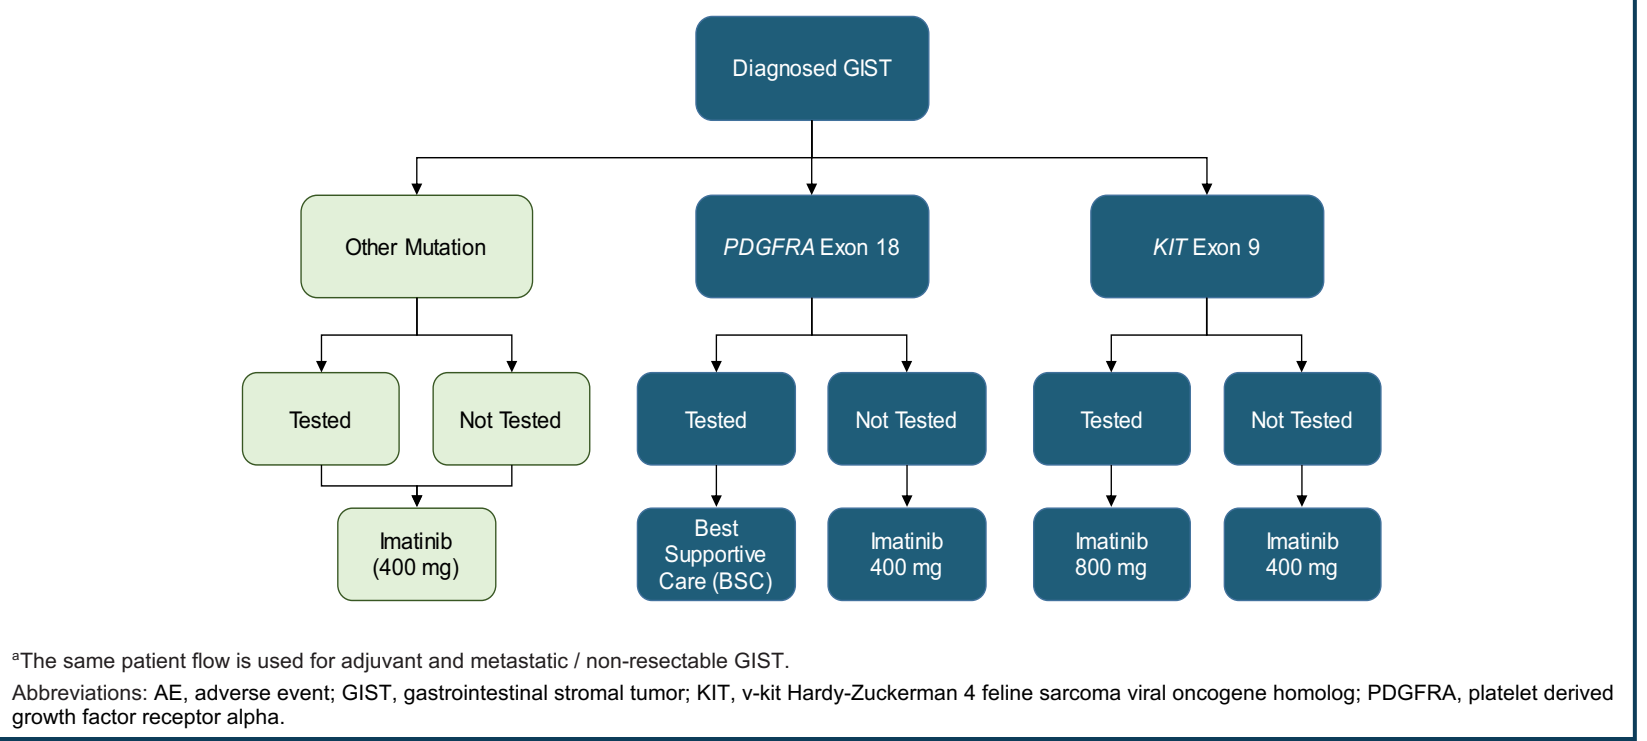 Diagnosed GIST
Other Mutation
PDGFRA Exon 18
KIT Exon 9
Tested
Not Tested
Tested
Not Tested
Tested
Not Tested
Imatinib
(400 mg)
Best
Supportive
Care (BSC)
Imatinib
400 mg
Imatinib
800 mg
Imatinib
400 mg
aThe same patient flow is used for adjuvant and metastatic / non-resectable GIST.
Abbreviations: AE, adverse event; GIST, gastrointestinal stromal tumor; KIT, v-kit Hardy-Zuckerman 4 feline sarcoma viral oncogene homolog; PDGFRA, platelet derived
growth factor receptor alpha.